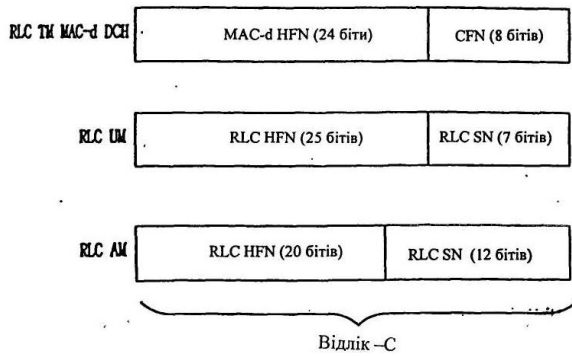 RLC TM MAC-d DCH MAC-d HFN (24 біти) CFN (8 бітів)
RLC UM RLC HFN (25 бітів) RLC SN (7 бітів)
RLC AM RLC HFN (20 бітів) RLC SN (12 бітів)
Відлік –С